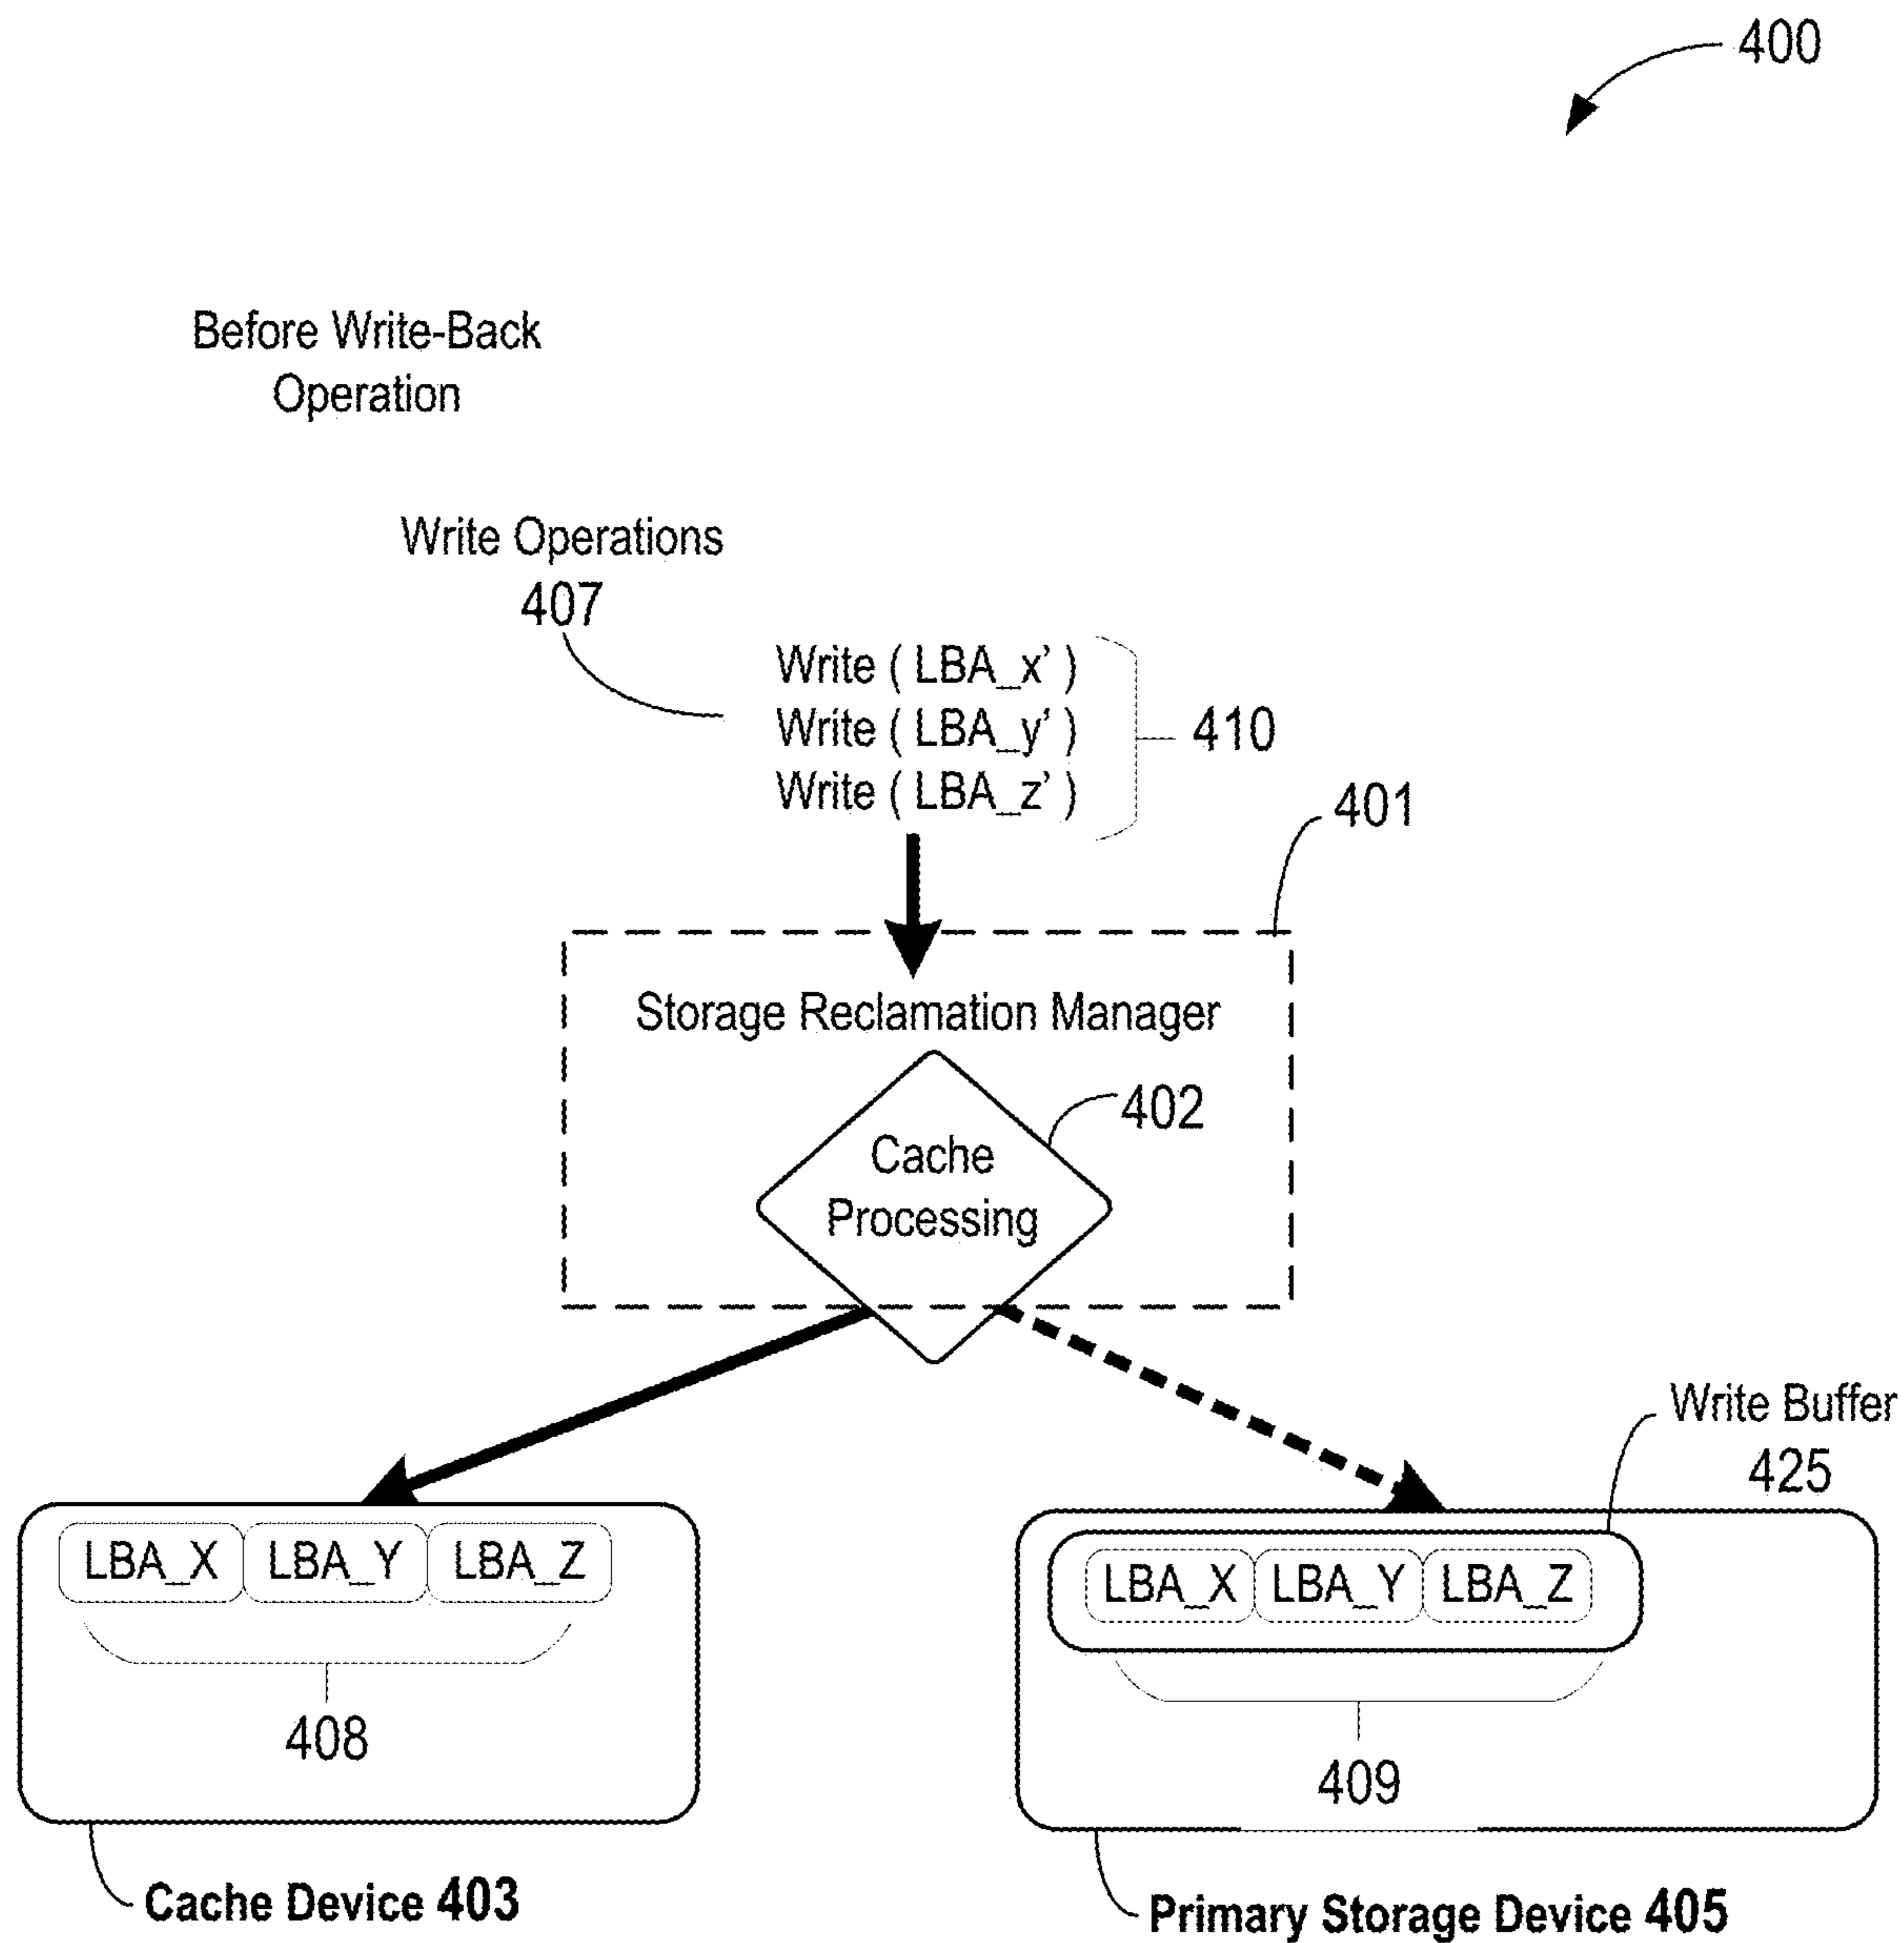 400
Before Write-Back
Operation
Write Operations
407
Write ( LBA_x’ )
Write ( LBA_y’ )
Write ( LBA_z’ )
410
401
Storage Reclamation Manager
402
Cache
Processing
Write Buffer
425
LBA_X LBA_Y LBA_Z
LBA_X LBA_Y LBA_Z
408
409
Cache Device 403
Primary Storage Device 405